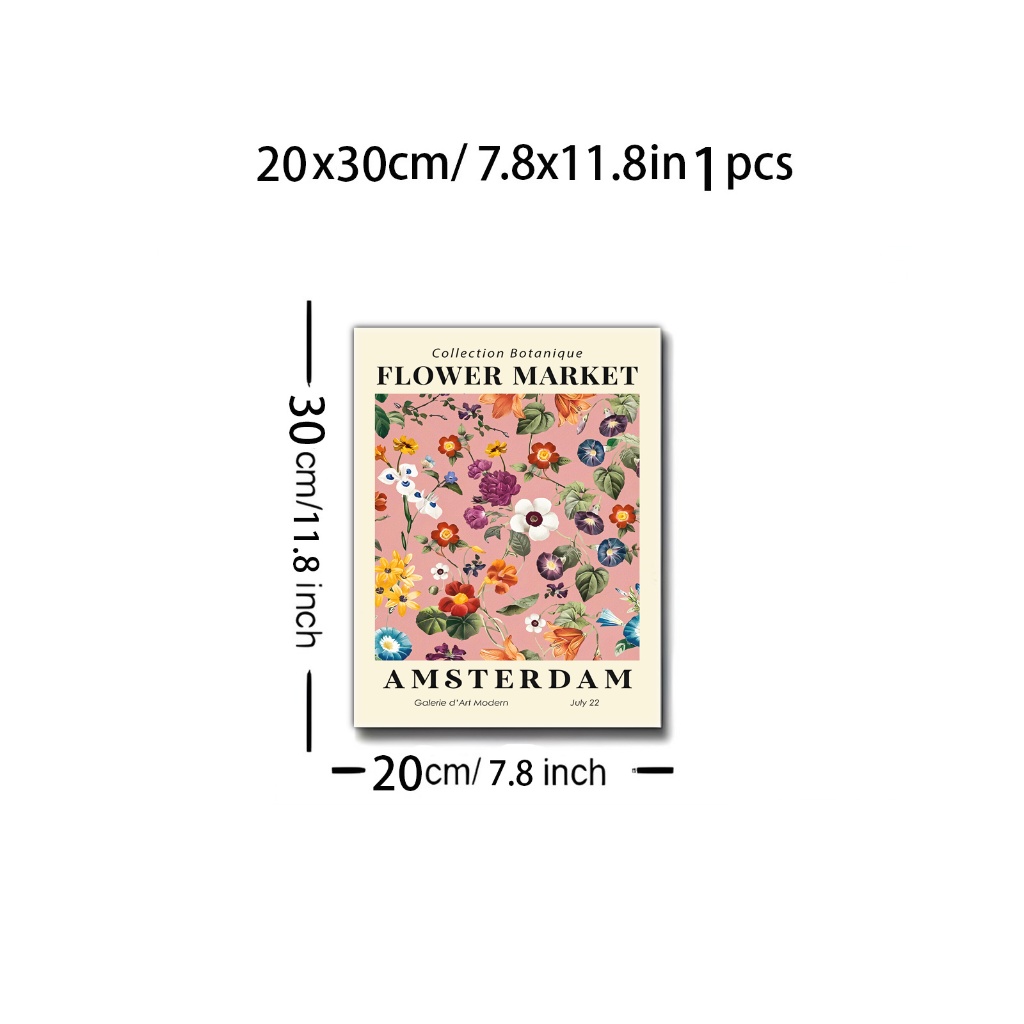 20x30cm/ 7.8x11.8in 1 pcs
Collection Botanique
FLOWER MARKET
AMSTERDAM
Galerie d'Art Modern July 22
30cm/11.8 inch
20cm/ 7.8 inch